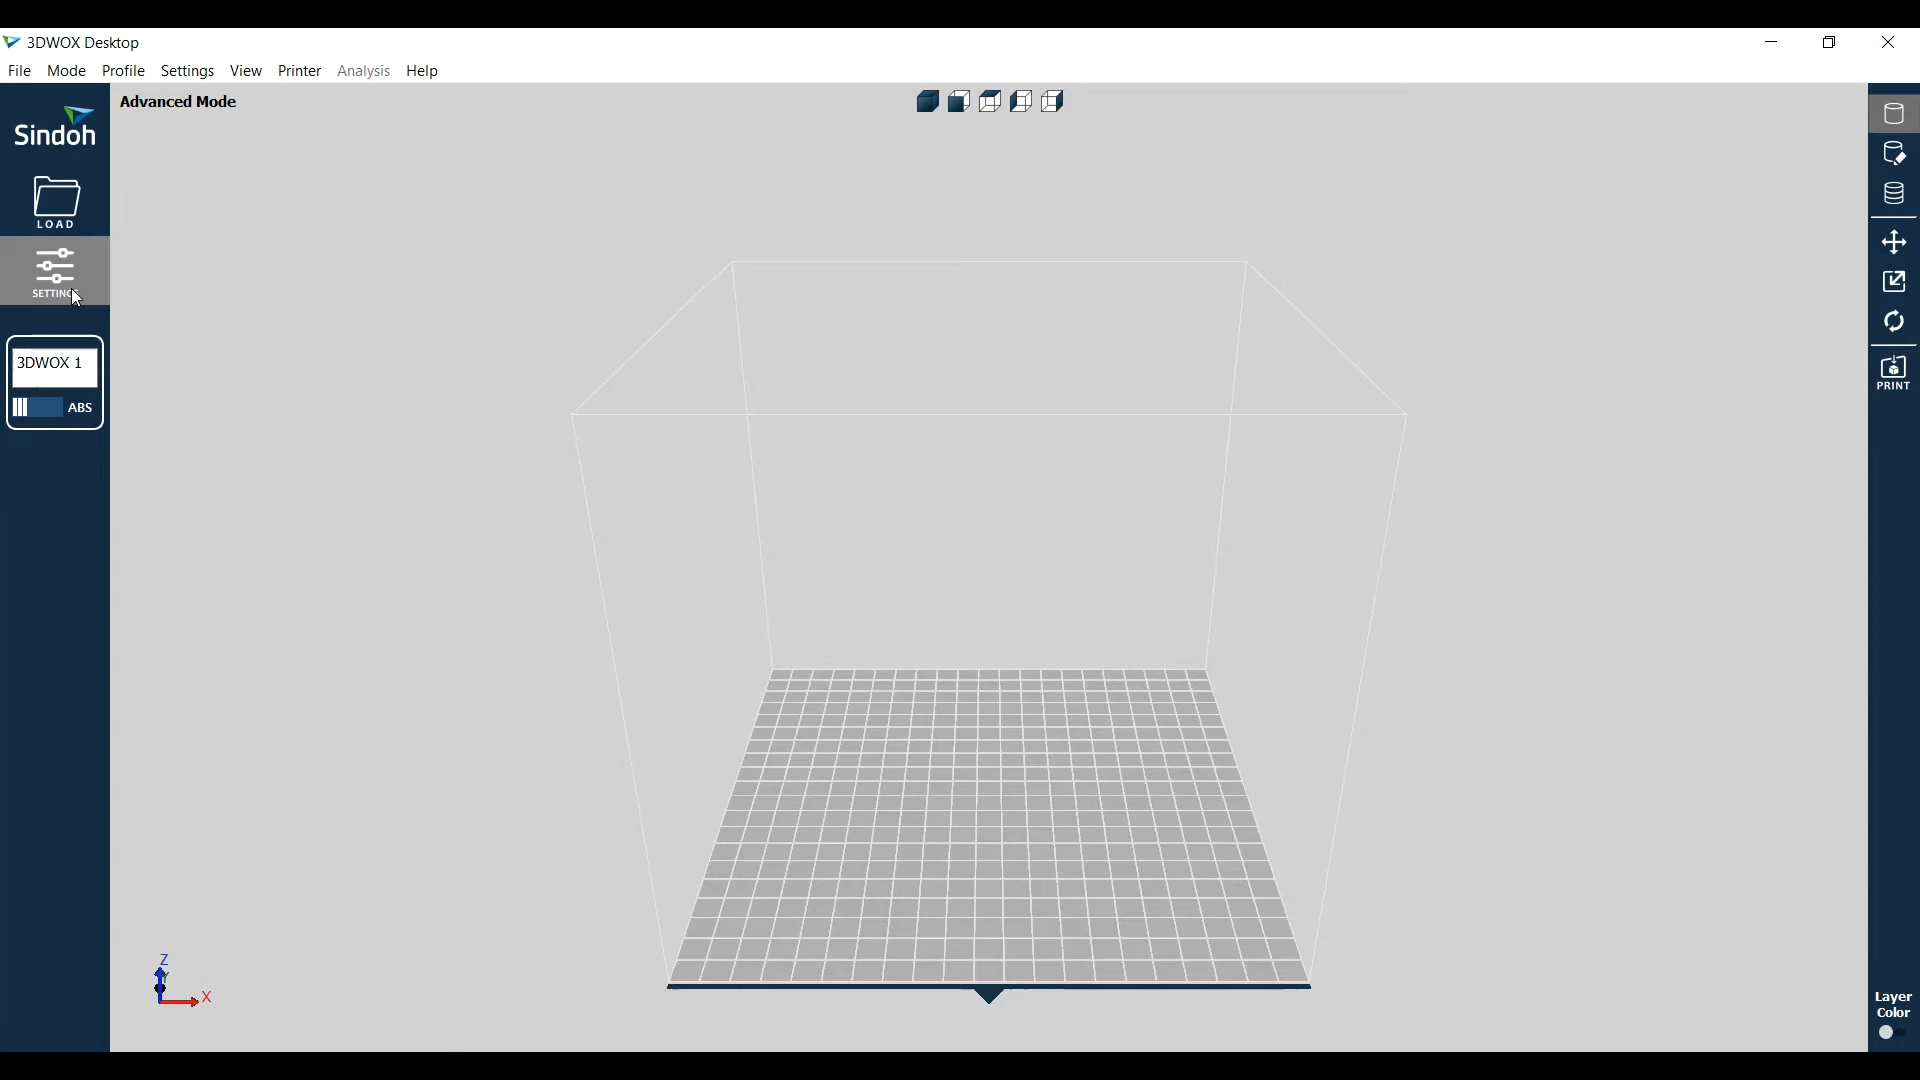 3DWOX Desktop
File Mode Profile Settings View Printer Analysis Help
Advanced Mode
Sindoh
LOAD
3DWOX 1
ABS
PRINT
Z
X
Layer
Color